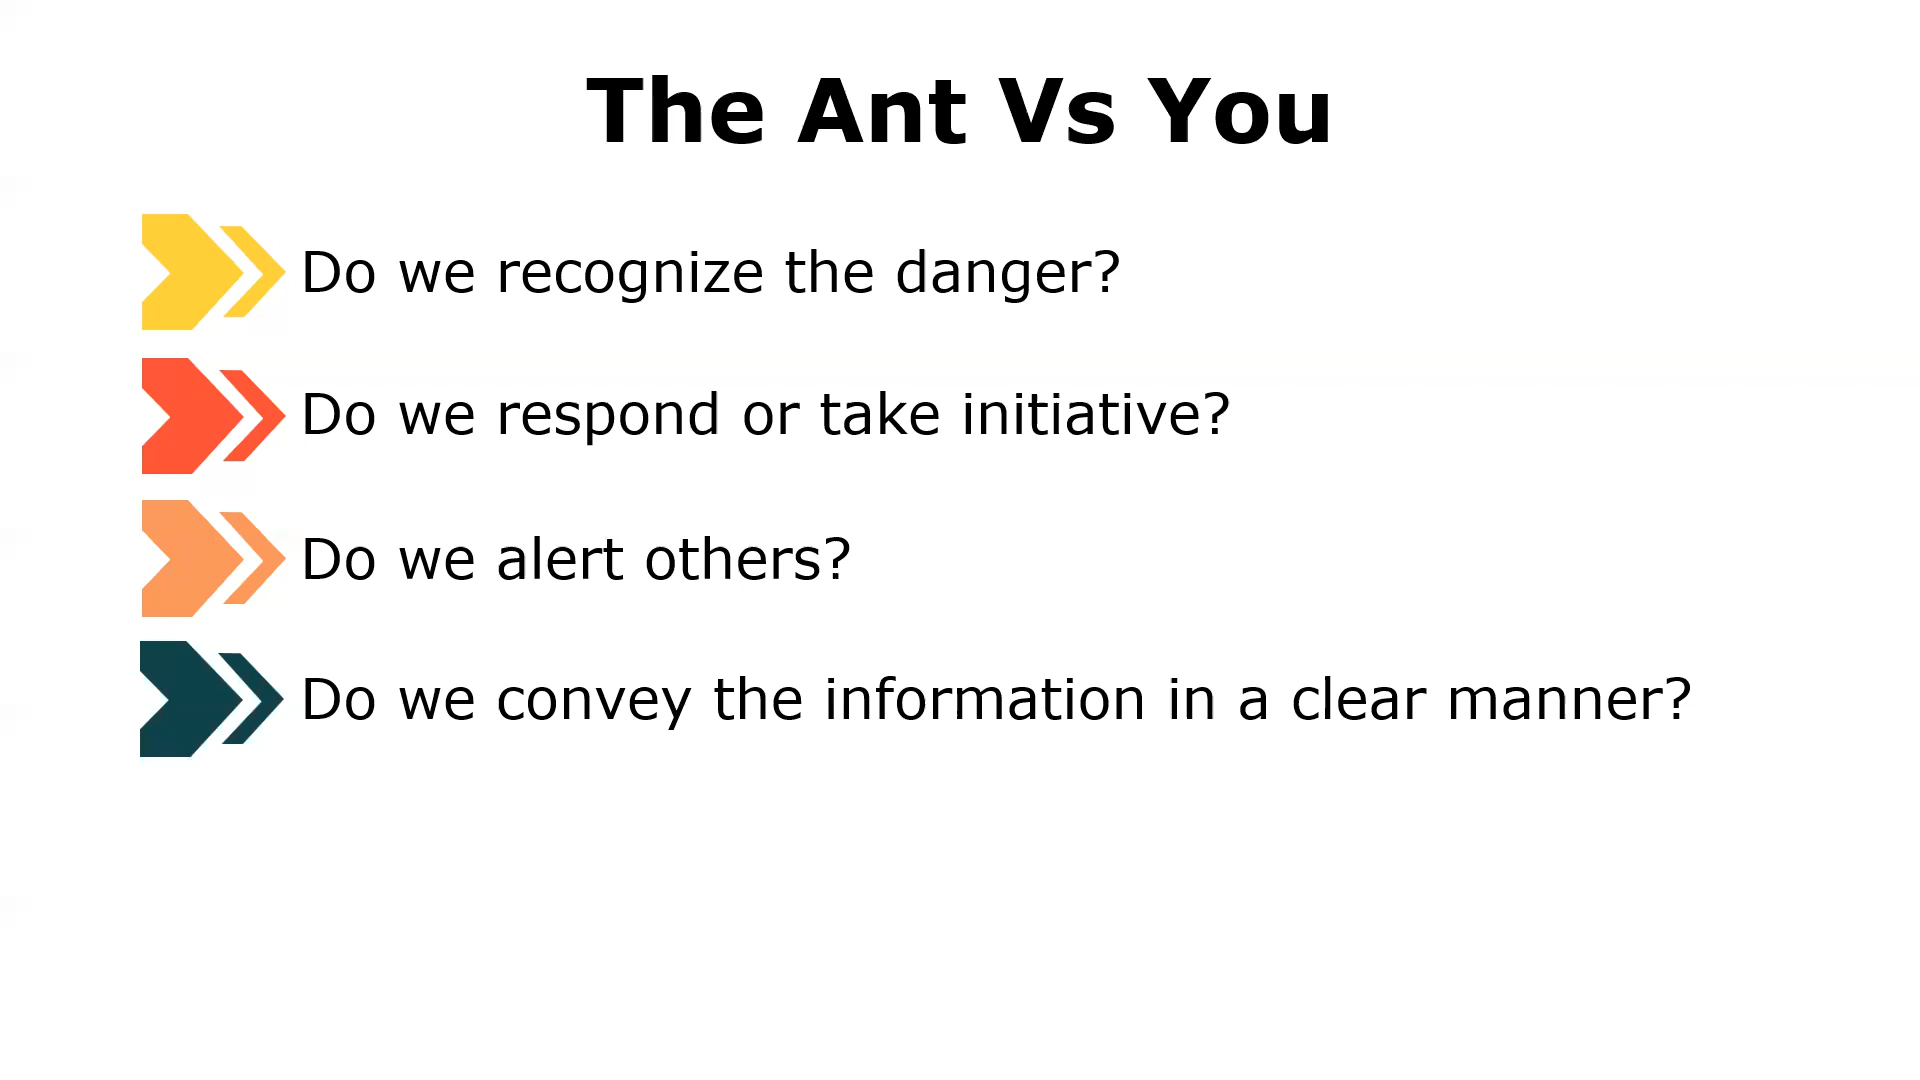 The Ant Vs You
Do we recognize the danger?
Do we respond or take initiative?
Do we alert others?
Do we convey the information in a clear manner?